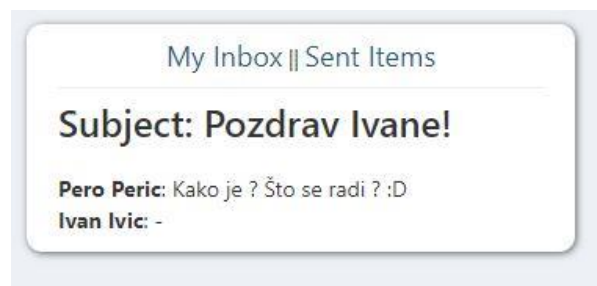 My Inbox || Sent Items
Subject: Pozdrav Ivane!
Pero Peric: Kako je ? Što se radi ? :D
Ivan Ivic: -